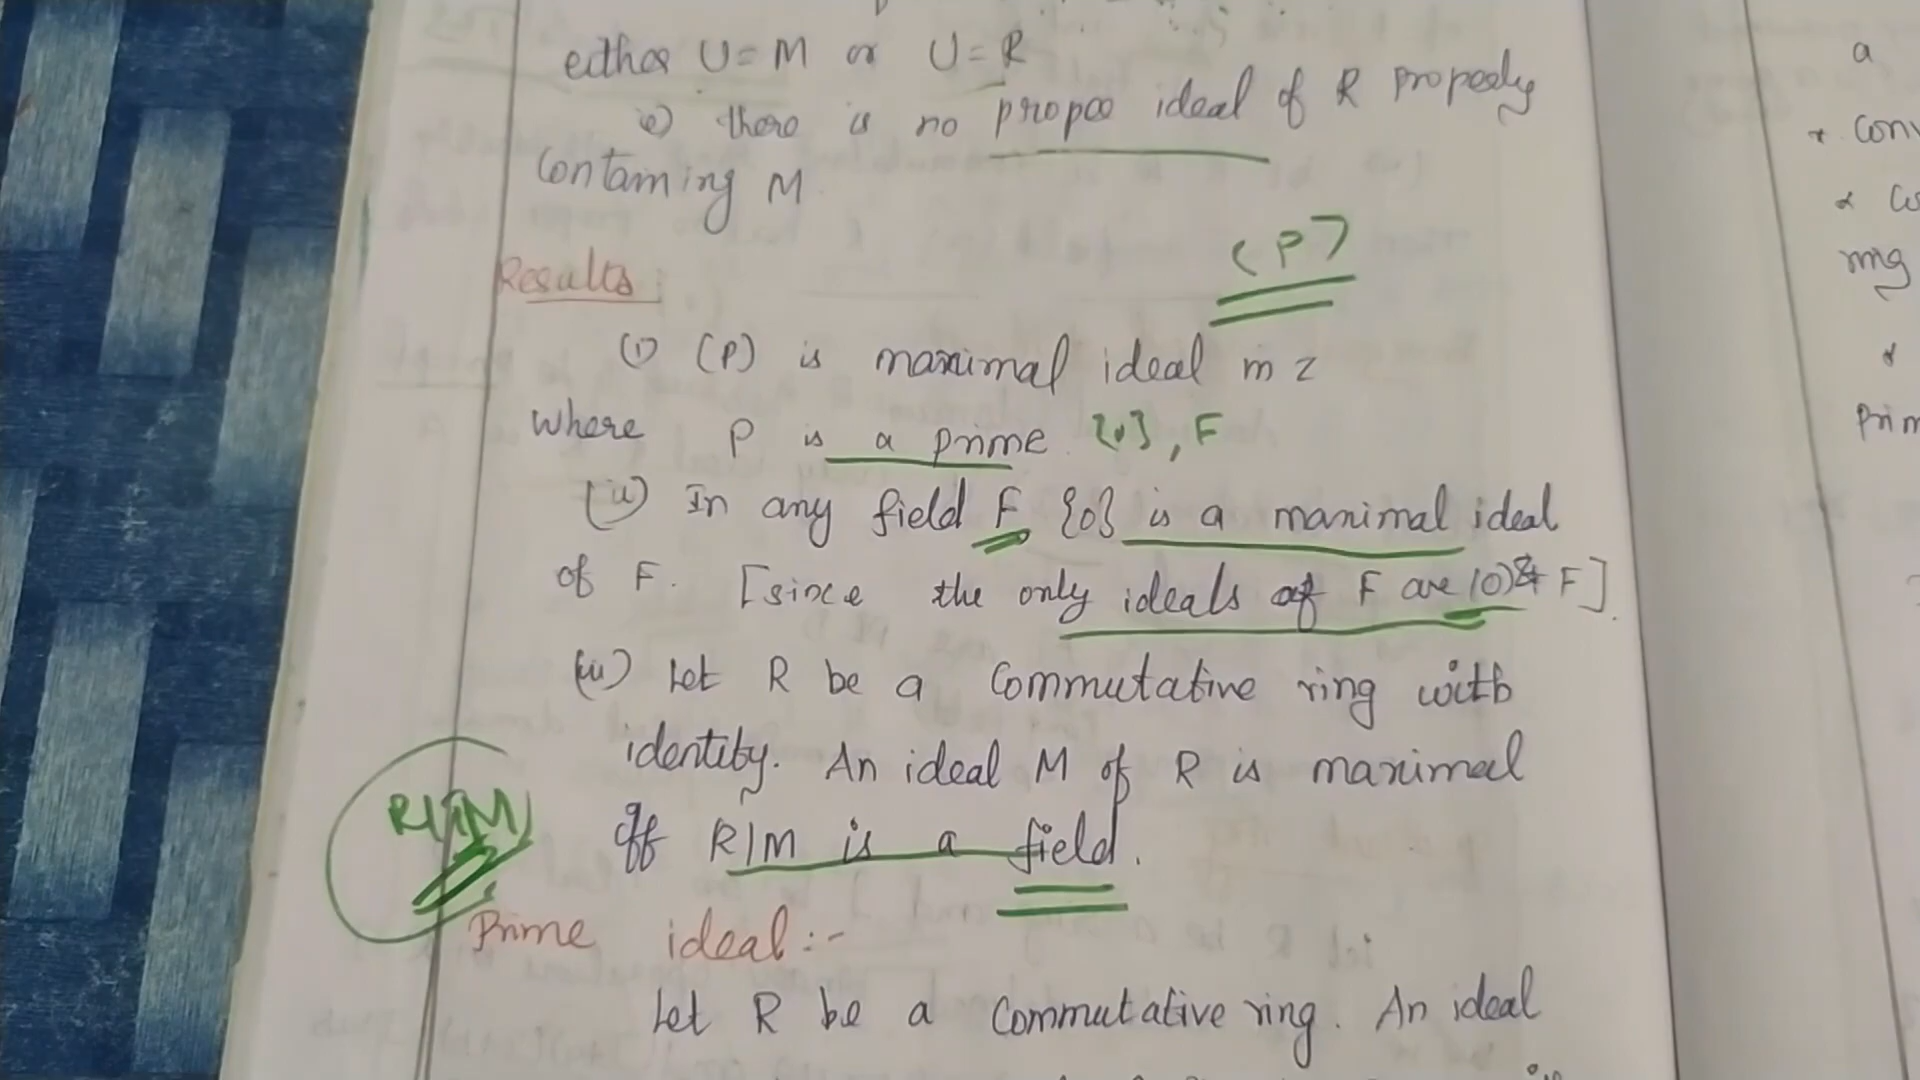 either U = M or U = R
ie) there is no proper ideal of R properly
containing M
<P>
Results:
(i) (P) is maximal ideal in Z
where P is a prime. {0}, F
(ii) In any field F {0} is a maximal ideal
of F. [since the only ideals of F are (0) & F].
(iii) Let R be a commutative ring with
identity. An ideal M of R is maximal
iff R/M is a field.
R/M
Prime ideal:-
Let R be a commutative ring. An ideal
a
* Conv
ring
Prim